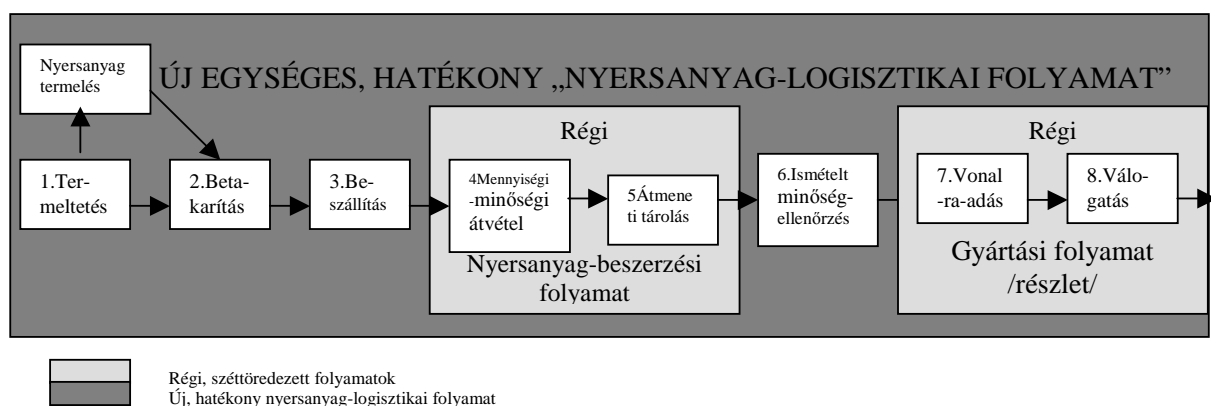 ÚJ EGYSÉGES, HATÉKONY „NYERSANYAG-LOGISZTIKAI FOLYAMAT”
Nyersanyag
termelés
1.Ter-
meltetés
2.Beta-
karítás
3.Be-
szállítás
Régi
4Mennyiségi
-minőségi
átvétel
5Átmene
ti tárolás
Nyersanyag-beszerzési
folyamat
6.Ismételt
minőség-
ellenőrzés
Régi
7.Vonal
-ra-adás
8.Válo-
gatás
Gyártási folyamat
/részlet/
Régi, széttöredezett folyamatok
Új, hatékony nyersanyag-logisztikai folyamat